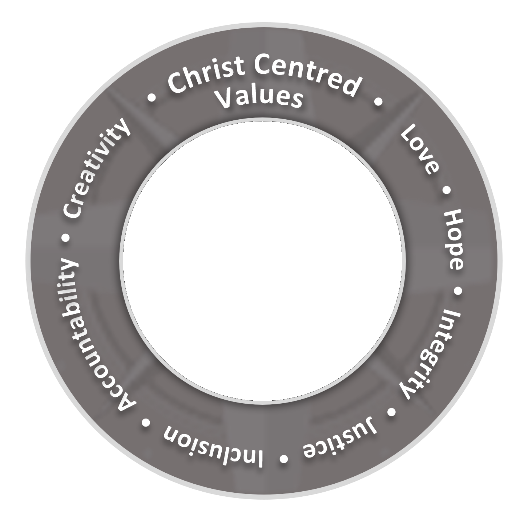 • Christ Centred •
Values
Love • Hope • Integrity • Justice • Inclusion • Accountability • Creativity